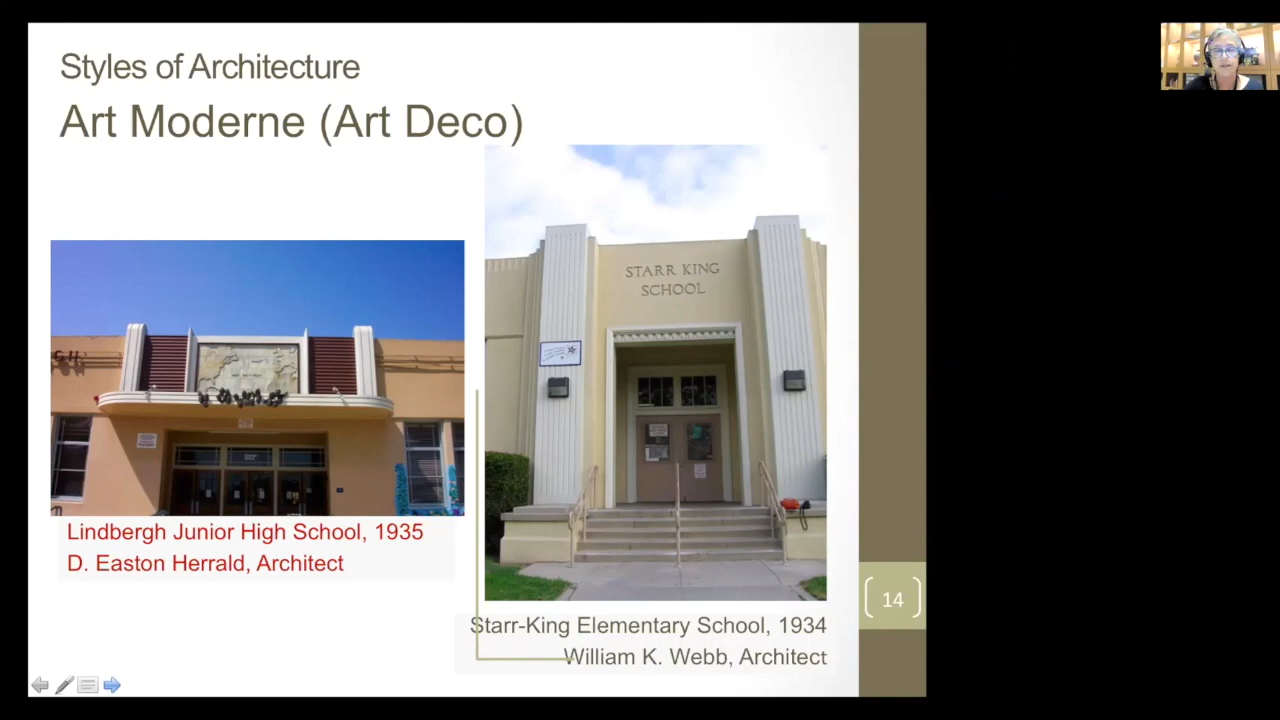 Styles of Architecture
Art Moderne (Art Deco)
STARR KING
SCHOOL
Lindbergh Junior High School, 1935
D. Easton Herrald, Architect
14
Starr-King Elementary School, 1934
William K. Webb, Architect